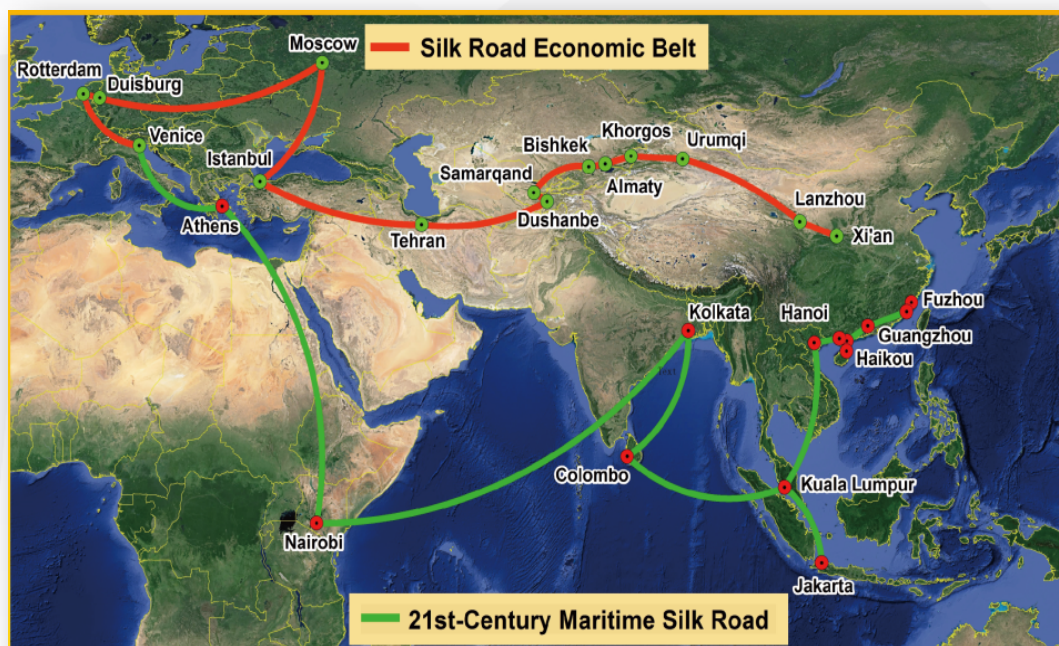 Moscow
Silk Road Economic Belt
Rotterdam
Duisburg
Venice
Istanbul
Athens
Tehran
Samarqand
Dushanbe
Bishkek
Khorgos
Almaty
Urumqi
Lanzhou
Xi'an
Kolkata
Hanoi
Fuzhou
Guangzhou
Haikou
Colombo
Kuala Lumpur
Nairobi
Jakarta
21st-Century Maritime Silk Road